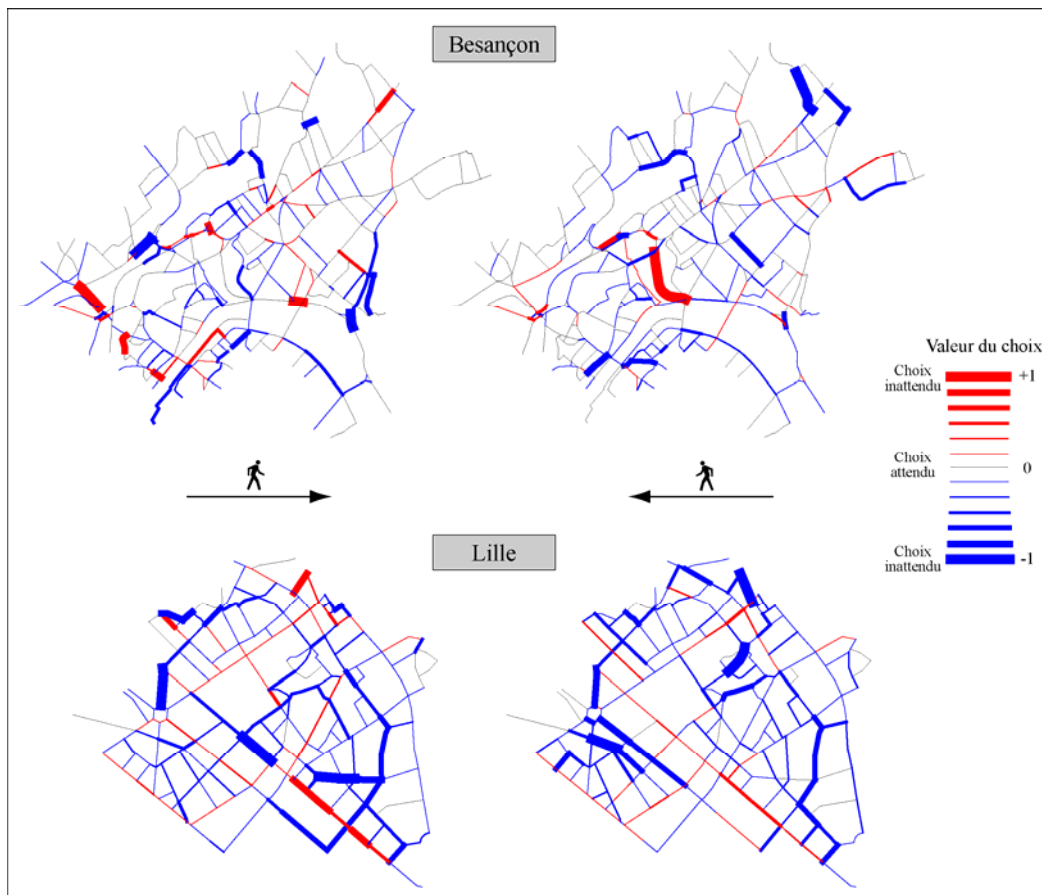 Besançon
Valeur du choix
Choix
inattendu
+1
Choix
attendu
0
Choix
inattendu
-1
Lille